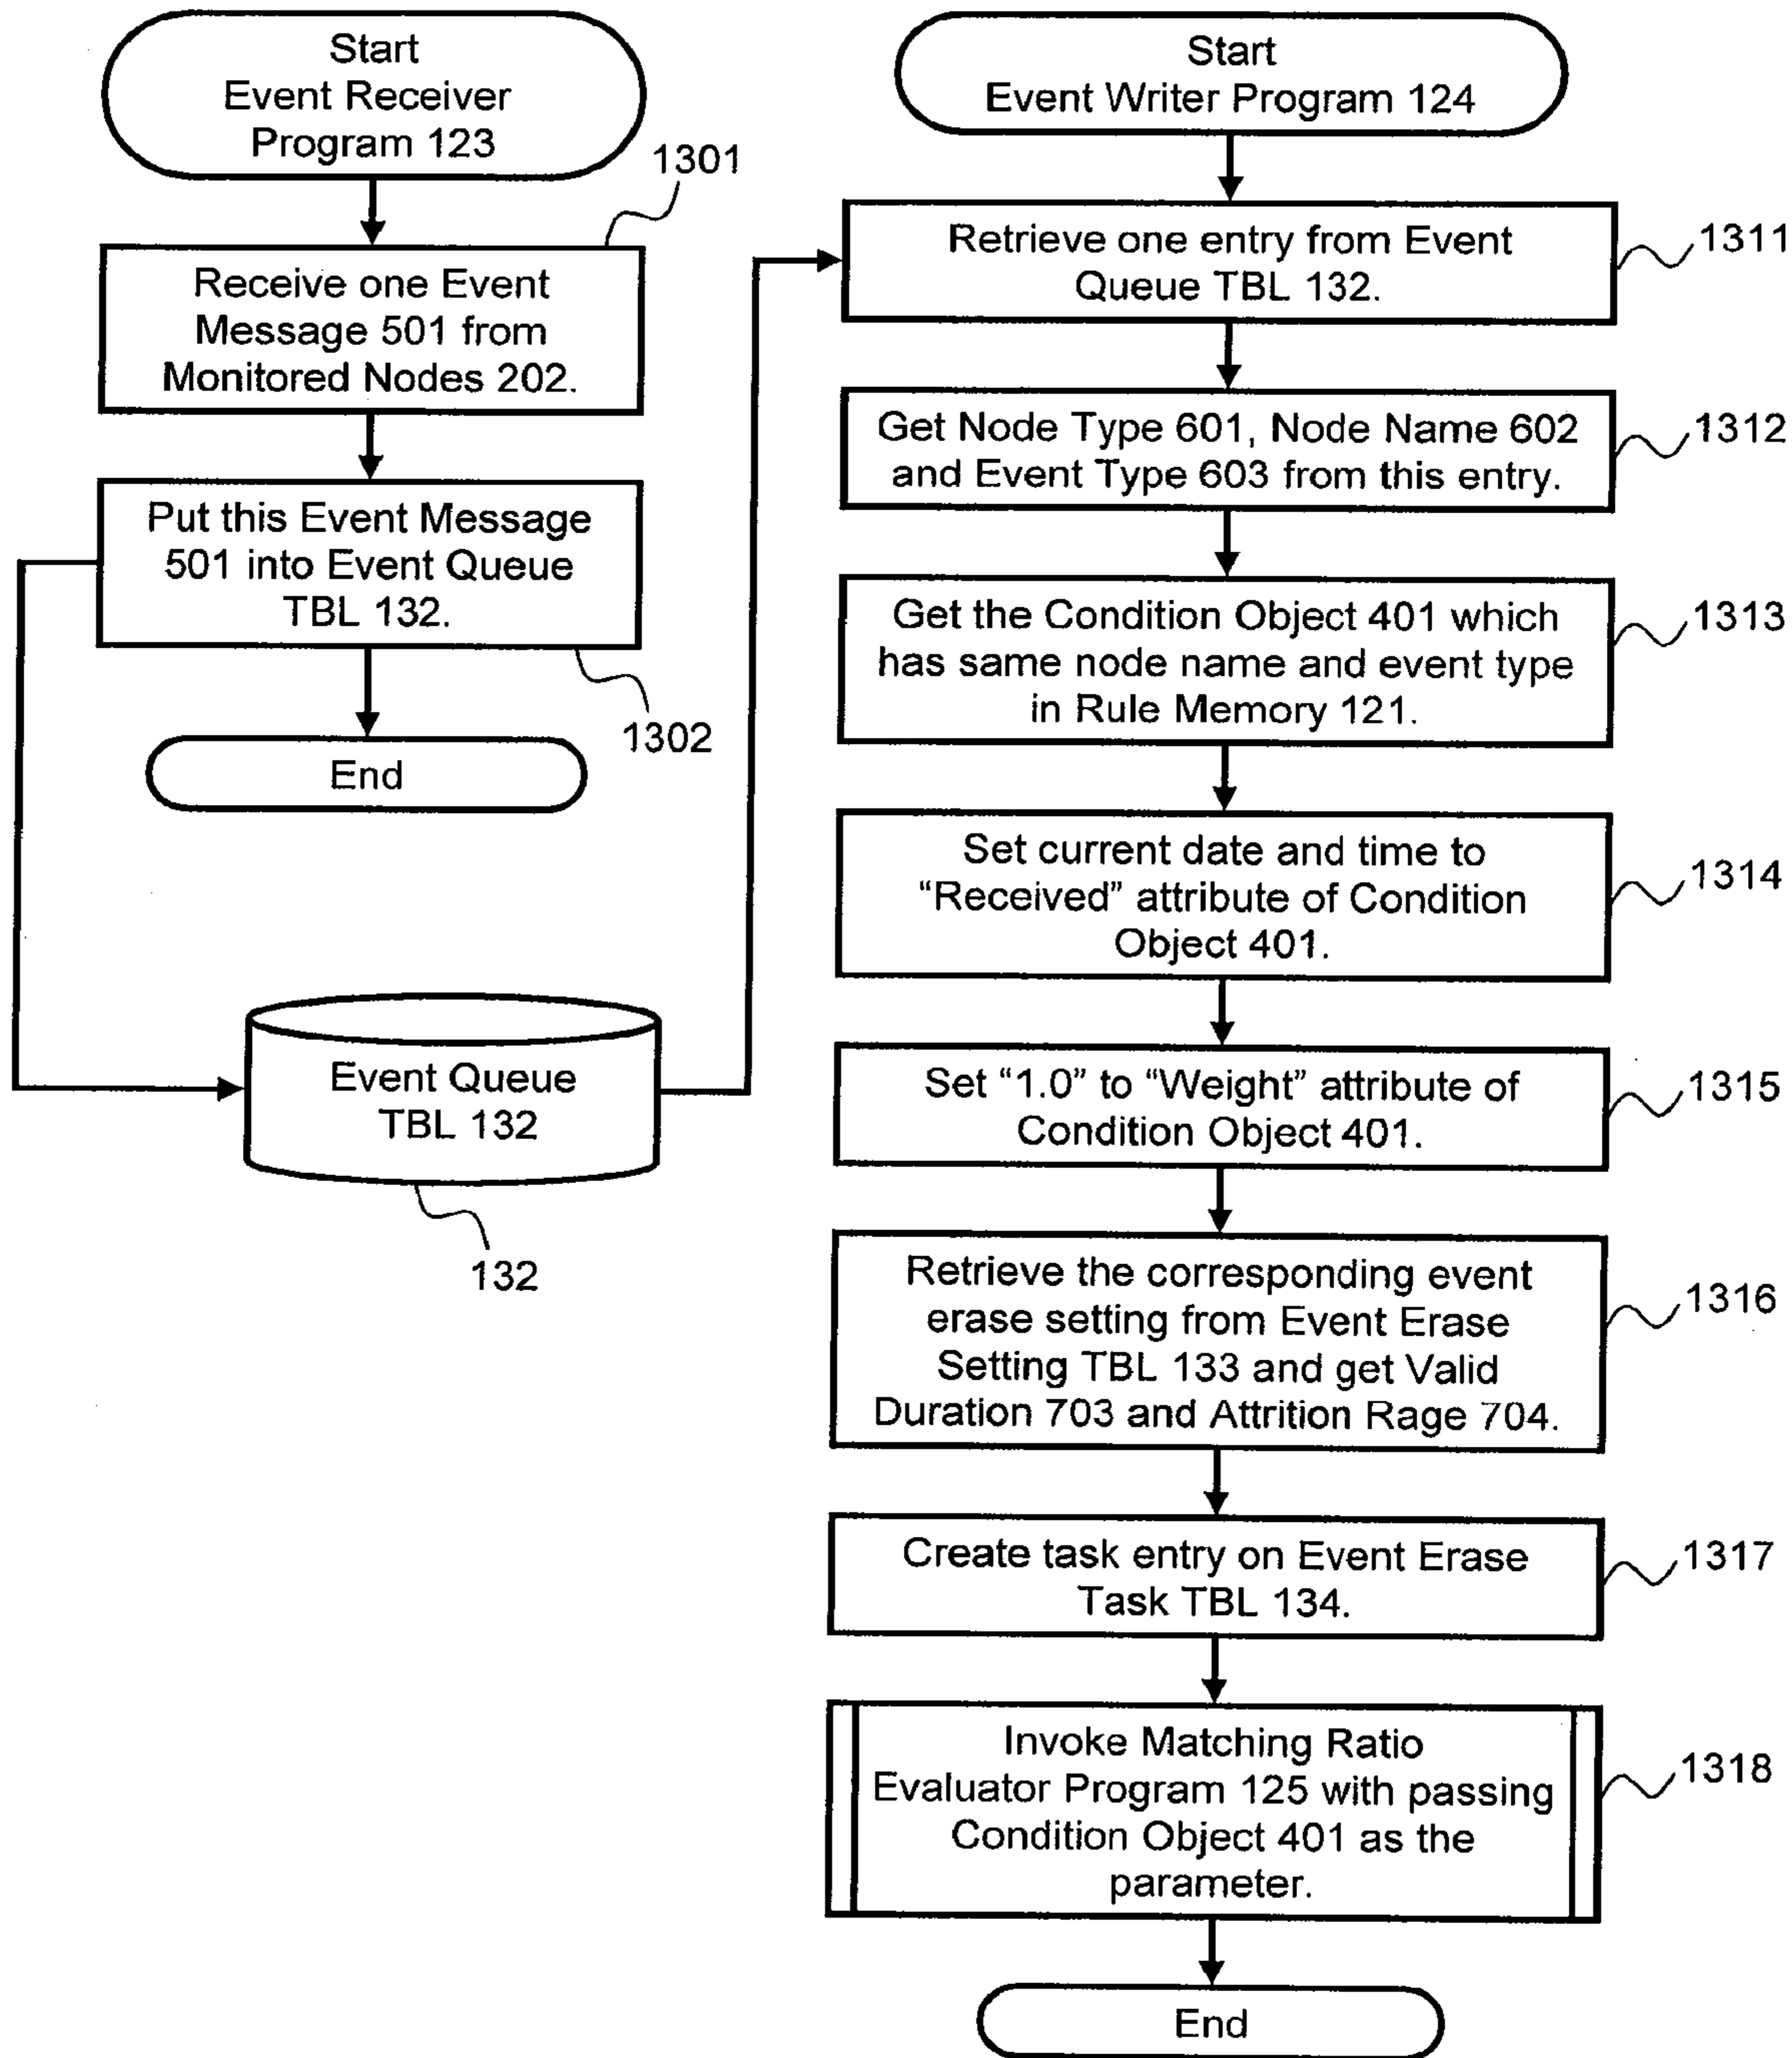 Start
Event Receiver
Program 123
1301
Receive one Event
Message 501 from
Monitored Nodes 202.
Put this Event Message
501 into Event Queue
TBL 132.
1302
End
Event Queue
TBL 132
132
Start
Event Writer Program 124
Retrieve one entry from Event
Queue TBL 132.
1311
Get Node Type 601, Node Name 602
and Event Type 603 from this entry.
1312
Get the Condition Object 401 which
has same node name and event type
in Rule Memory 121.
1313
Set current date and time to
“Received” attribute of Condition
Object 401.
1314
Set “1.0” to “Weight” attribute of
Condition Object 401.
1315
Retrieve the corresponding event
erase setting from Event Erase
Setting TBL 133 and get Valid
Duration 703 and Attrition Rage 704.
1316
Create task entry on Event Erase
Task TBL 134.
1317
Invoke Matching Ratio
Evaluator Program 125 with passing
Condition Object 401 as the
parameter.
1318
End